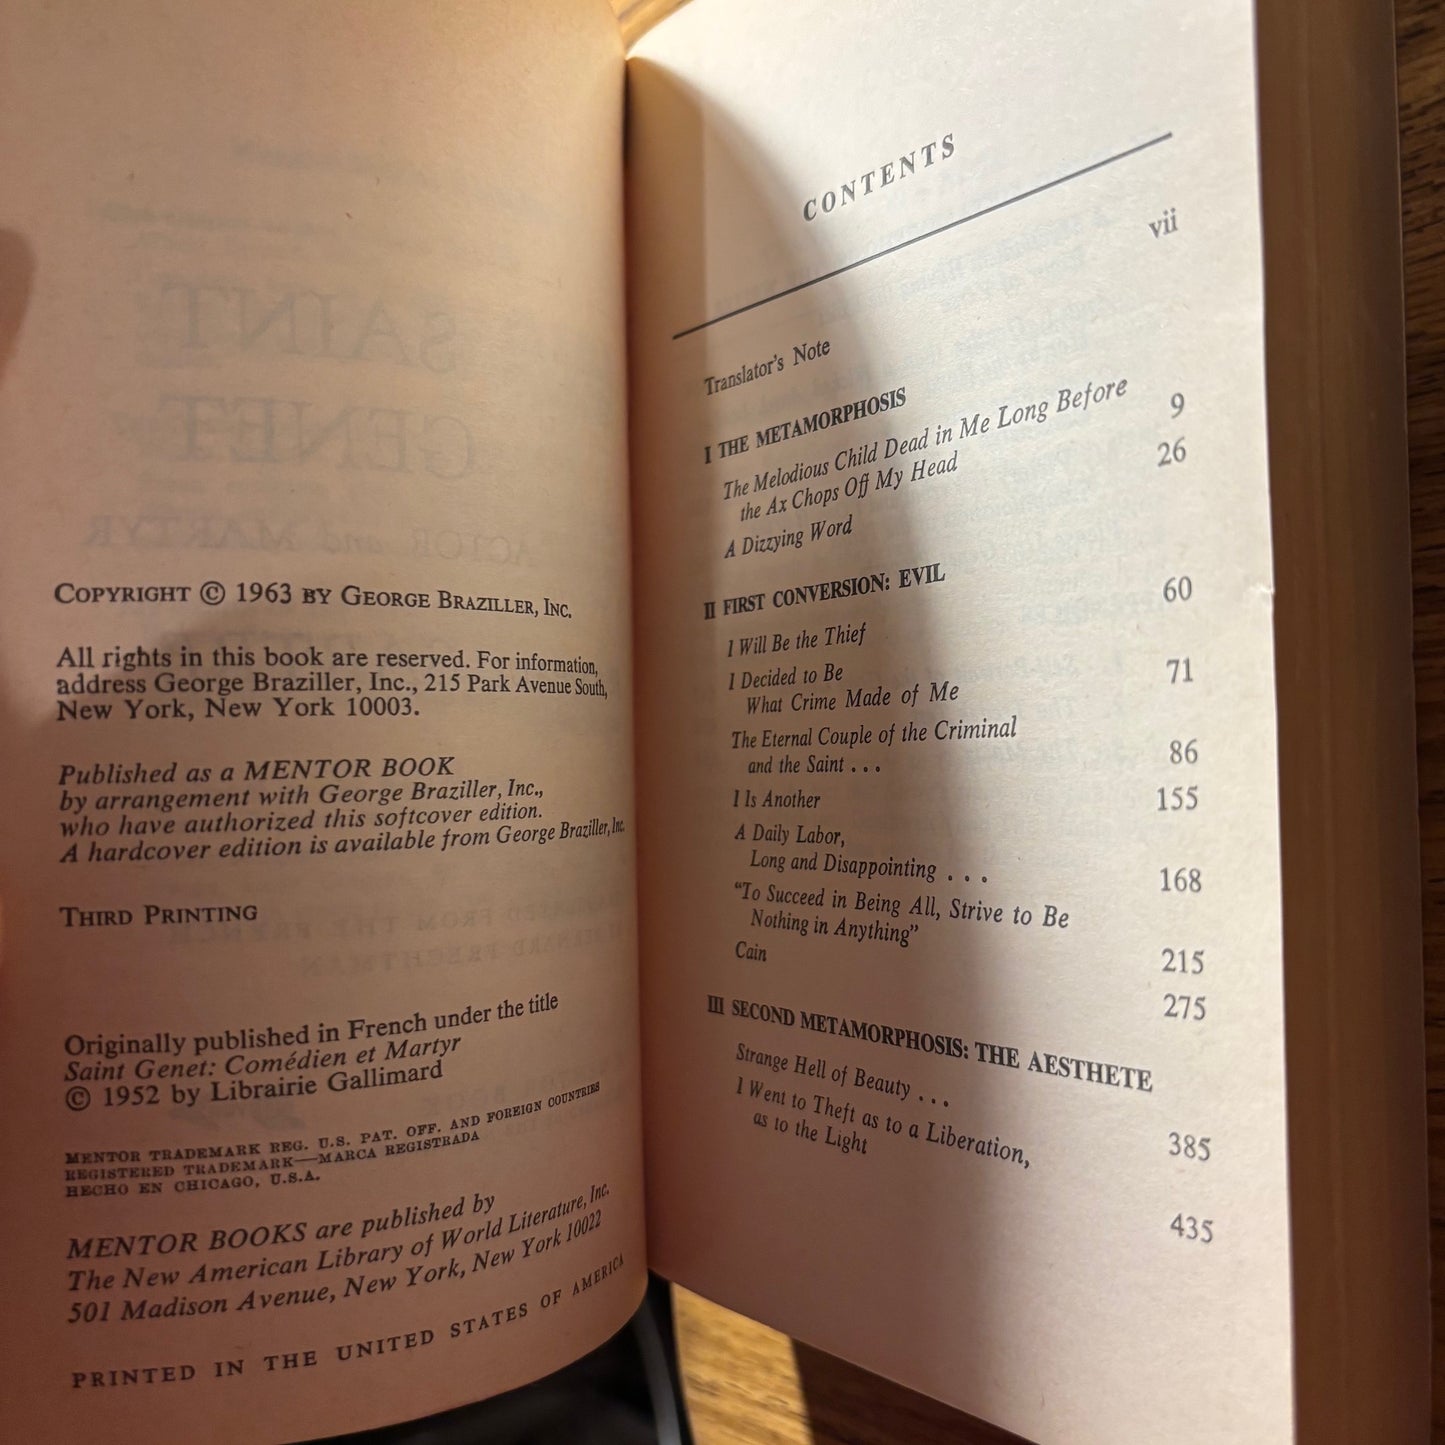 COPYRIGHT © 1963 BY GEORGE BRAZILLER, INC.
All rights in this book are reserved. For information,
address George Braziller, Inc., 215 Park Avenue South,
New York, New York 10003.
Published as a MENTOR BOOK
by arrangement with George Braziller, Inc.,
who have authorized this softcover edition.
A hardcover edition is available from George Braziller, Inc.
THIRD PRINTING
Originally published in French under the title
Saint Genet: Comédien et Martyr
© 1952 by Librairie Gallimard
MENTOR TRADEMARK REG. U.S. PAT. OFF. AND FOREIGN COUNTRIES
REGISTERED TRADEMARK—MARCA REGISTRADA
HECHO EN CHICAGO, U.S.A.
MENTOR BOOKS are published by
The New American Library of World Literature, Inc.
501 Madison Avenue, New York, New York 10022
PRINTED IN THE UNITED STATES OF AMERICA
CONTENTS
Translator's Note vii
I THE METAMORPHOSIS
The Melodious Child Dead in Me Long Before
the Ax Chops Off My Head 9
A Dizzying Word 26
II FIRST CONVERSION: EVIL
I Will Be the Thief 60
I Decided to Be
What Crime Made of Me 71
The Eternal Couple of the Criminal
and the Saint . . . 86
I Is Another 155
A Daily Labor,
Long and Disappointing . . . 168
"To Succeed in Being All, Strive to Be
Nothing in Anything" 215
Cain 275
III SECOND METAMORPHOSIS: THE AESTHETE
Strange Hell of Beauty . . . 385
I Went to Theft as to a Liberation,
as to the Light 435